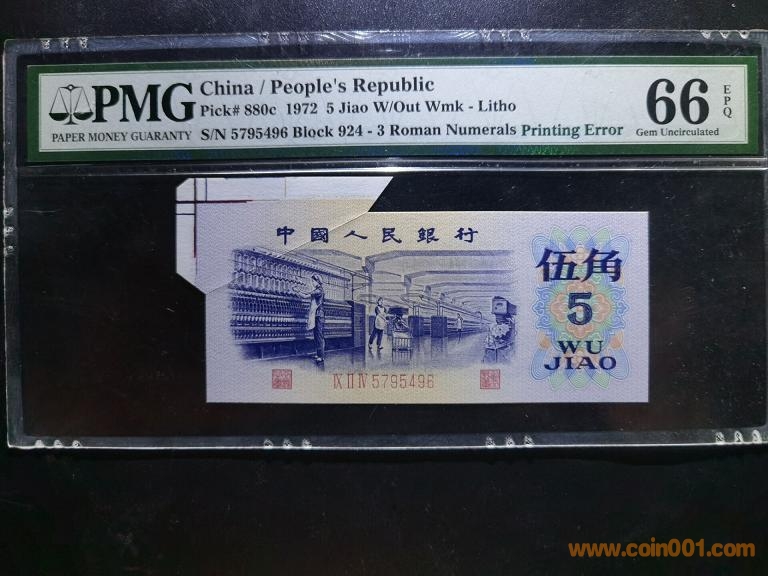 PMG
PAPER MONEY GUARANTY
China / People's Republic
Pick# 880c 1972 5 Jiao W/Out Wmk - Litho
S/N 5795496 Block 924 - 3 Roman Numerals Printing Error
66
EPQ
Gem Uncirculated
中國人民銀行
伍角
5
WU
JIAO
IX II IV 5795496
www.coin001.com